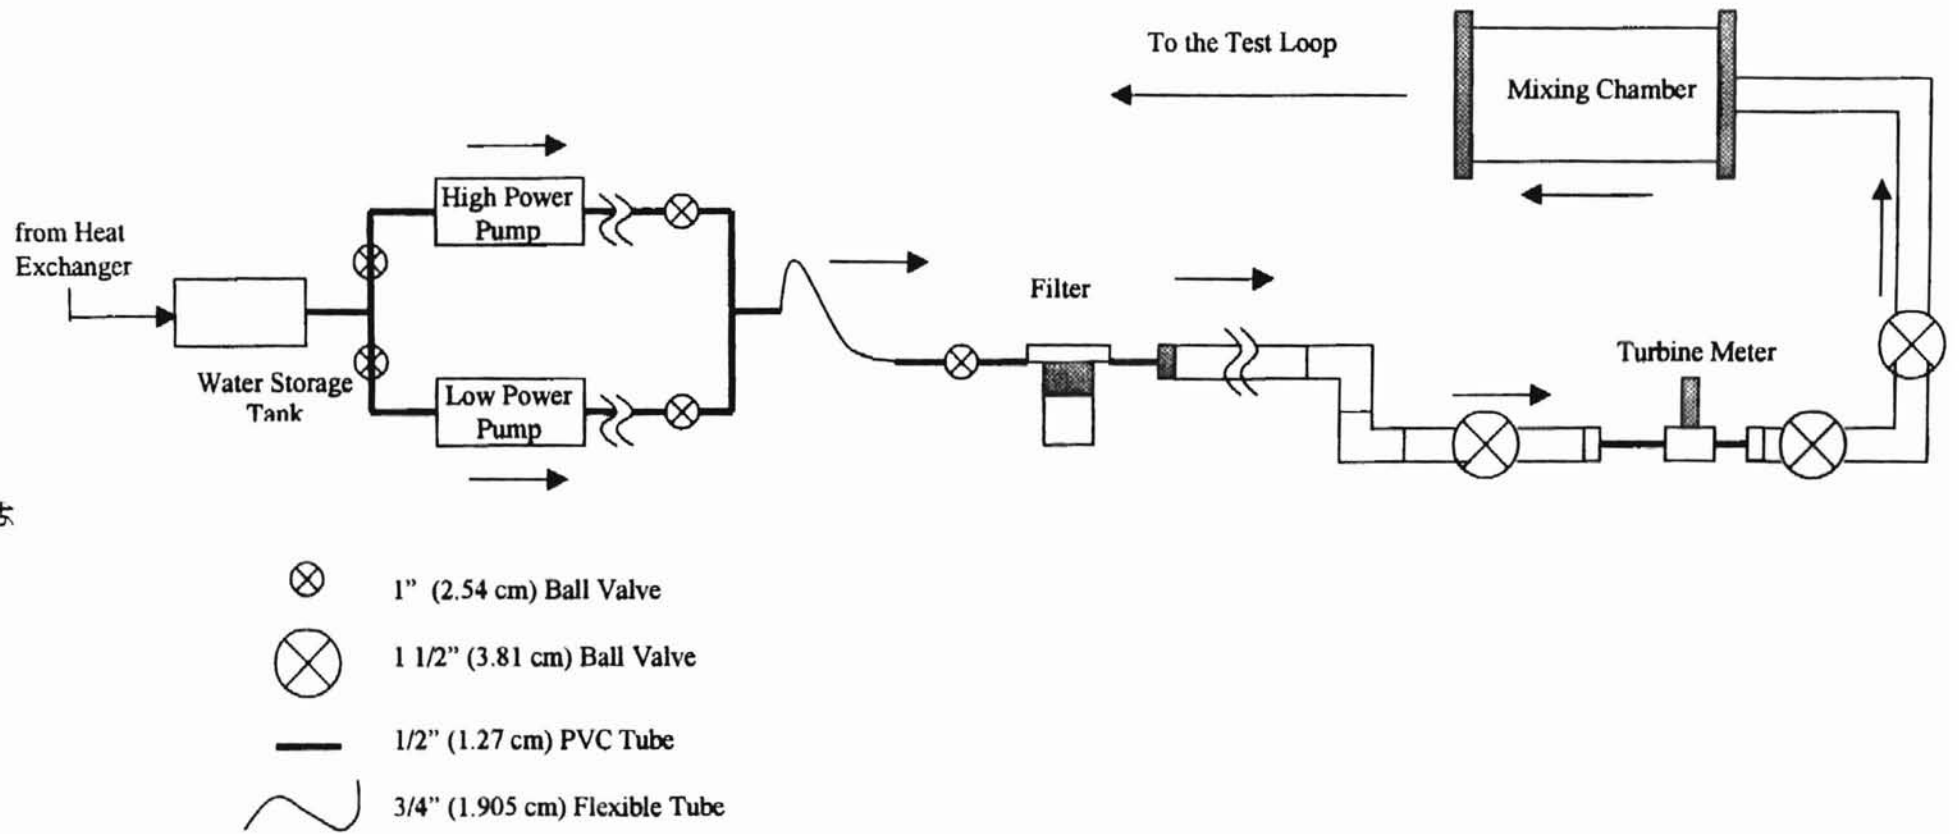 To the Test Loop
Mixing Chamber
High Power
Pump
from Heat
Exchanger
Filter
Turbine Meter
Water Storage
Tank
Low Power
Pump
1” (2.54 cm) Ball Valve
1 1/2” (3.81 cm) Ball Valve
1/2” (1.27 cm) PVC Tube
3/4” (1.905 cm) Flexible Tube